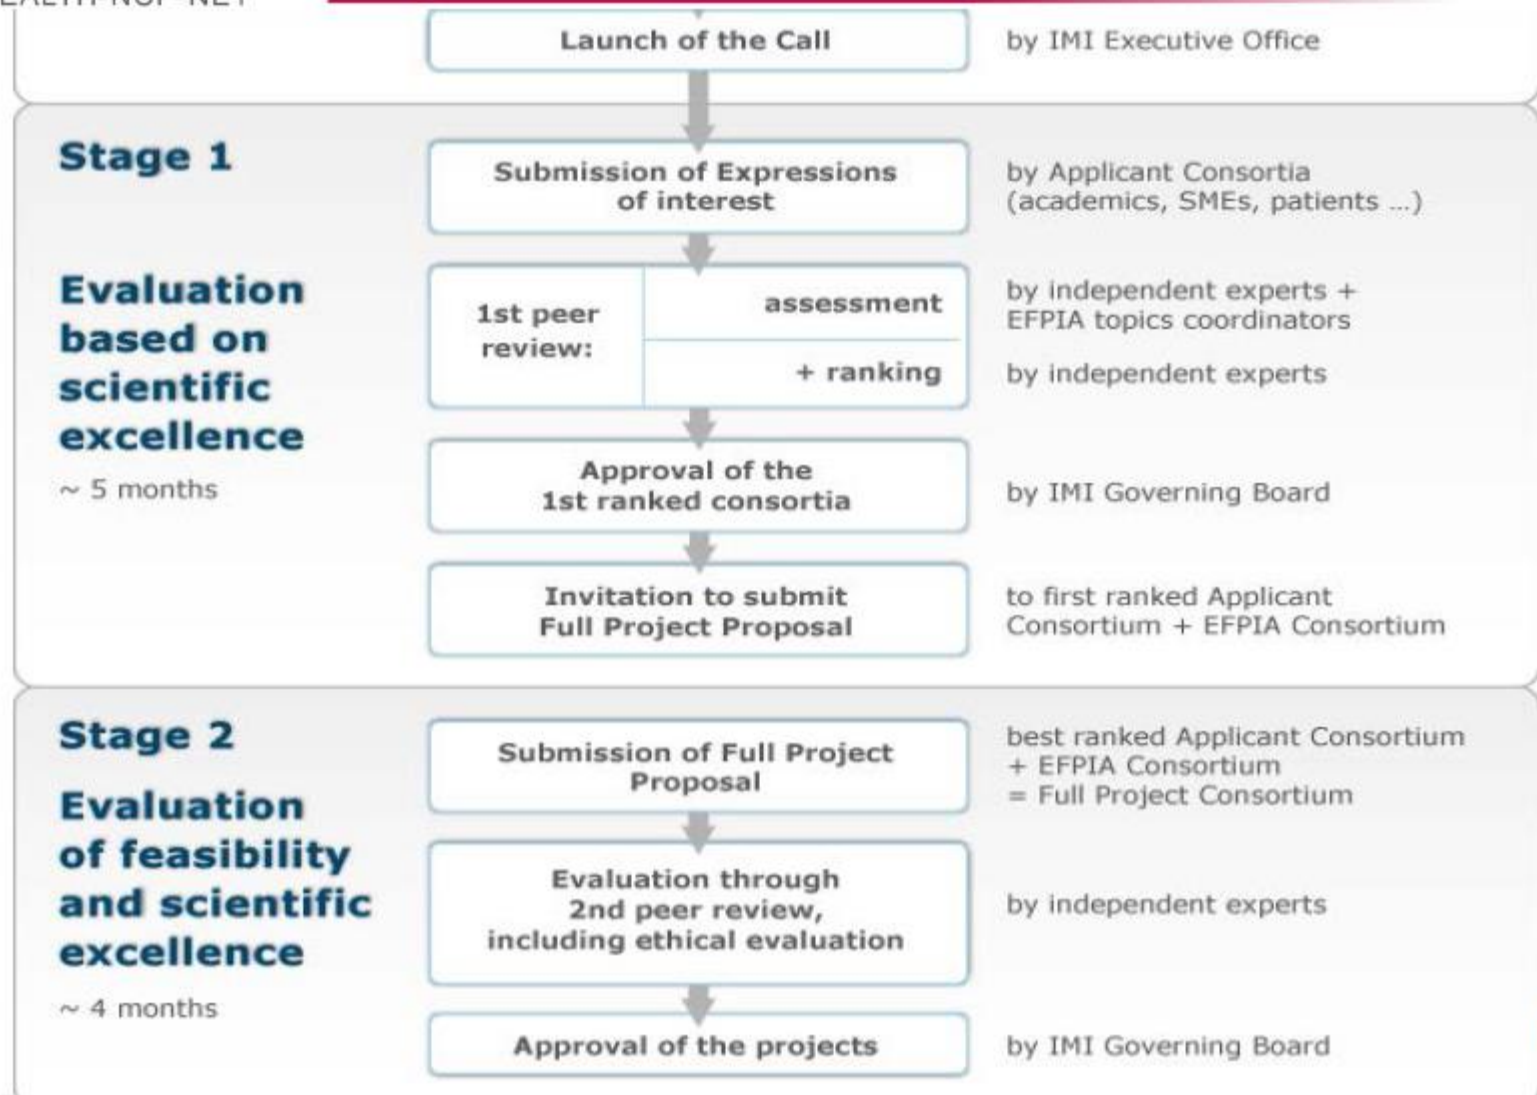 Launch of the Call
by IMI Executive Office
Stage 1
Submission of Expressions
of interest
by Applicant Consortia
(academics, SMEs, patients ...)
Evaluation
based on
scientific
excellence
~ 5 months
1st peer
review:
assessment
+ ranking
by independent experts +
EFPIA topics coordinators
by independent experts
Approval of the
1st ranked consortia
by IMI Governing Board
Invitation to submit
Full Project Proposal
to first ranked Applicant
Consortium + EFPIA Consortium
Stage 2
Evaluation
of feasibility
and scientific
excellence
~ 4 months
Submission of Full Project
Proposal
best ranked Applicant Consortium
+ EFPIA Consortium
= Full Project Consortium
Evaluation through
2nd peer review,
including ethical evaluation
by independent experts
Approval of the projects
by IMI Governing Board